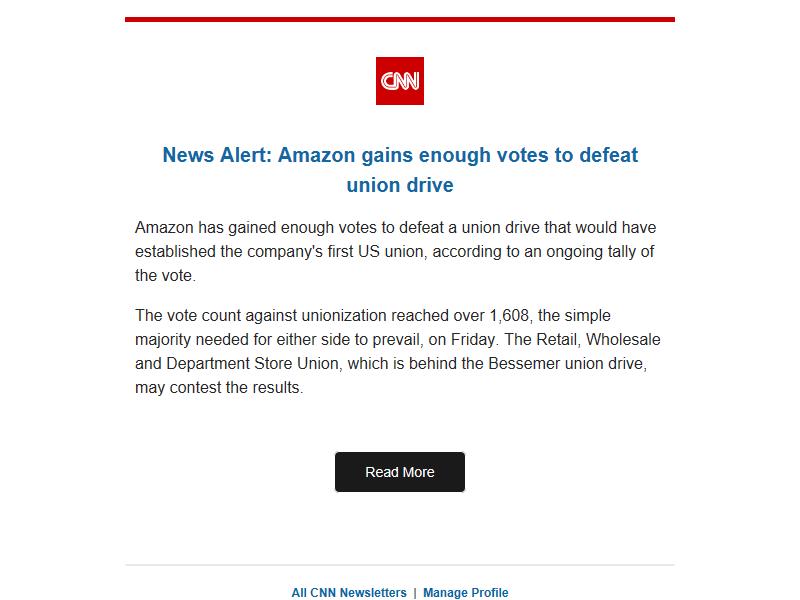 CNN
News Alert: Amazon gains enough votes to defeat
union drive
Amazon has gained enough votes to defeat a union drive that would have
established the company's first US union, according to an ongoing tally of
the vote.
The vote count against unionization reached over 1,608, the simple
majority needed for either side to prevail, on Friday. The Retail, Wholesale
and Department Store Union, which is behind the Bessemer union drive,
may contest the results.
Read More
All CNN Newsletters | Manage Profile